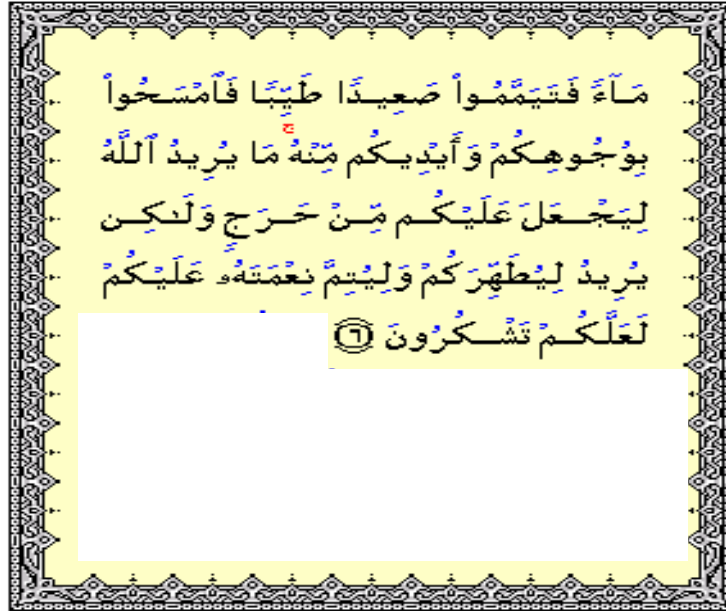 مَآءً فَتَيَمَّمُوا۟ صَعِيدًا طَيِّبًا فَٱمْسَحُوا۟
بِوُجُوهِكُمْ وَأَيْدِيكُم مِّنْهُ ۚ مَا يُرِيدُ ٱللَّهُ
لِيَجْعَلَ عَلَيْكُم مِّنْ حَرَجٍ وَلَـٰكِن
يُرِيدُ لِيُطَهِّرَكُمْ وَلِيُتِمَّ نِعْمَتَهُۥ عَلَيْكُمْ
لَعَلَّكُمْ تَشْكُرُونَ ٦